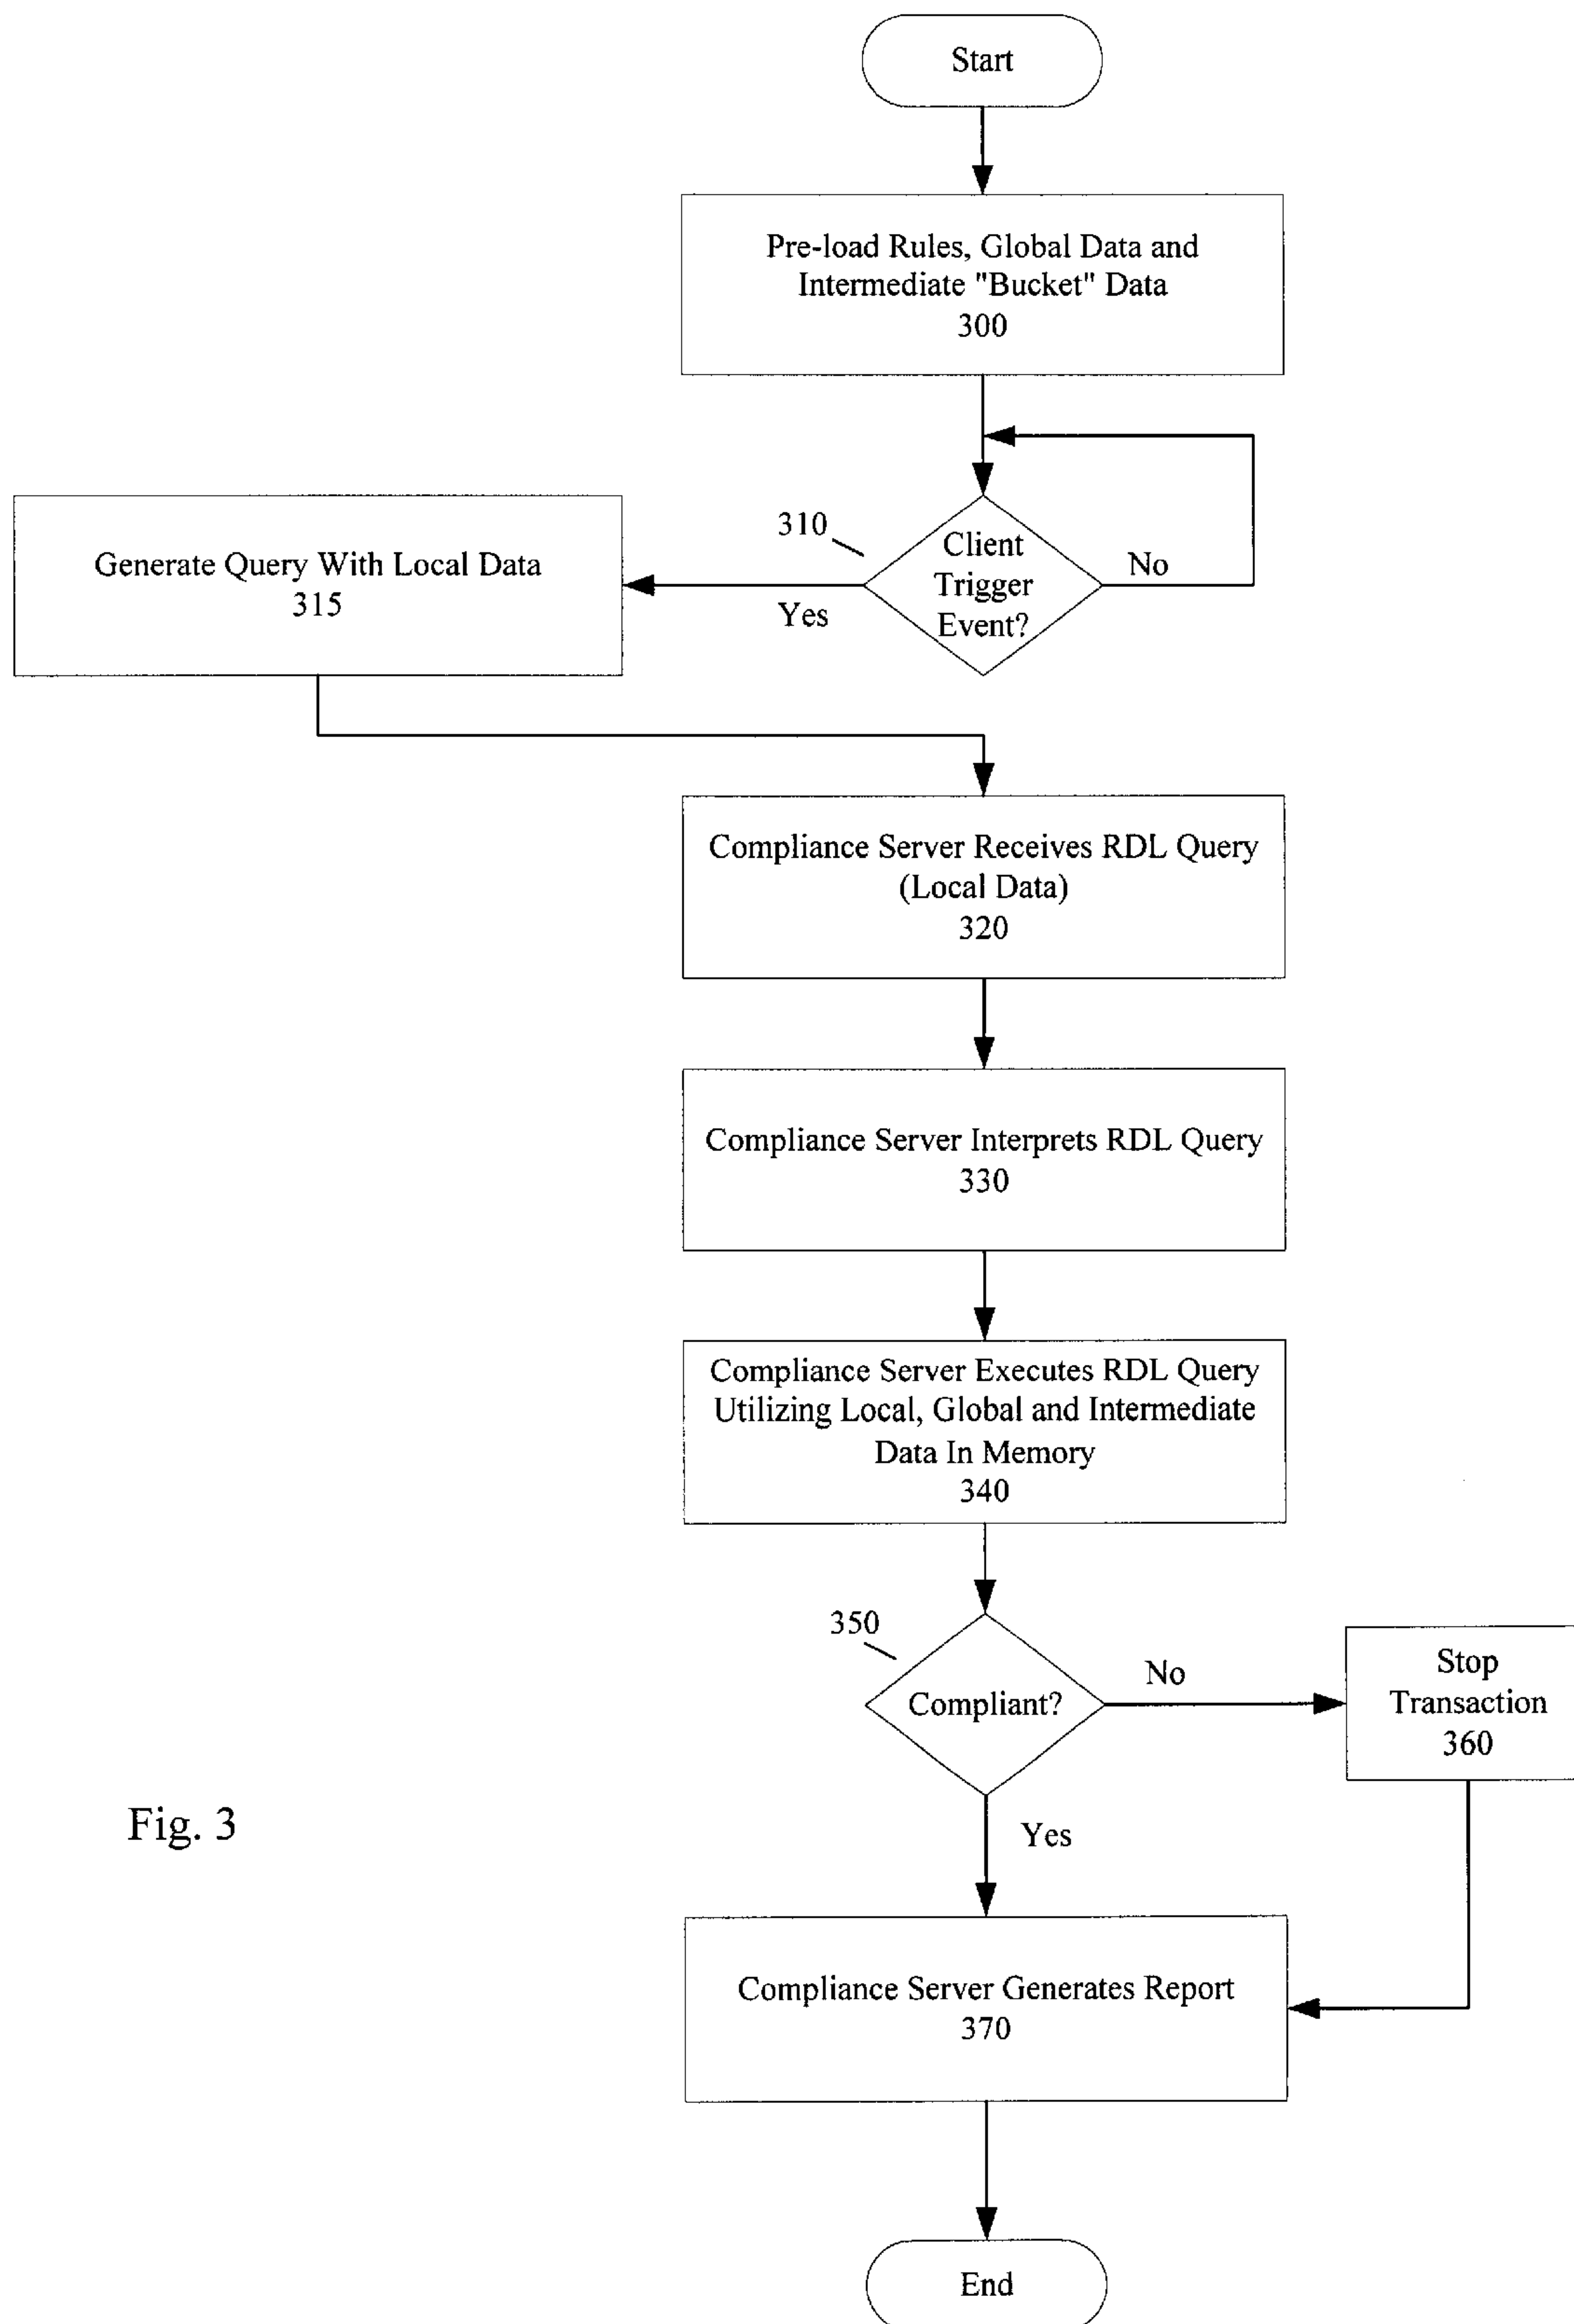 Start
Pre-load Rules, Global Data and
Intermediate "Bucket" Data
300
310
Client
Trigger
Event?
No
Yes
Generate Query With Local Data
315
Compliance Server Receives RDL Query
(Local Data)
320
Compliance Server Interprets RDL Query
330
Compliance Server Executes RDL Query
Utilizing Local, Global and Intermediate
Data In Memory
340
350
Compliant?
No
Stop
Transaction
360
Yes
Fig. 3
Compliance Server Generates Report
370
End